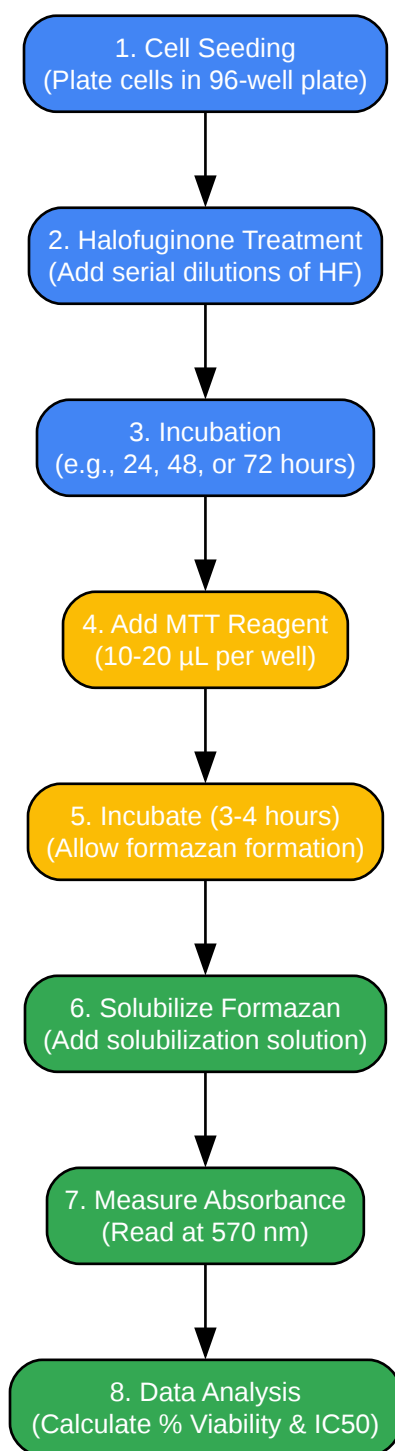 1. Cell Seeding
(Plate cells in 96-well plate)
2. Halofuginone Treatment
(Add serial dilutions of HF)
3. Incubation
(e.g., 24, 48, or 72 hours)
4. Add MTT Reagent
(10-20 µL per well)
5. Incubate (3-4 hours)
(Allow formazan formation)
6. Solubilize Formazan
(Add solubilization solution)
7. Measure Absorbance
(Read at 570 nm)
8. Data Analysis
(Calculate % Viability & IC50)